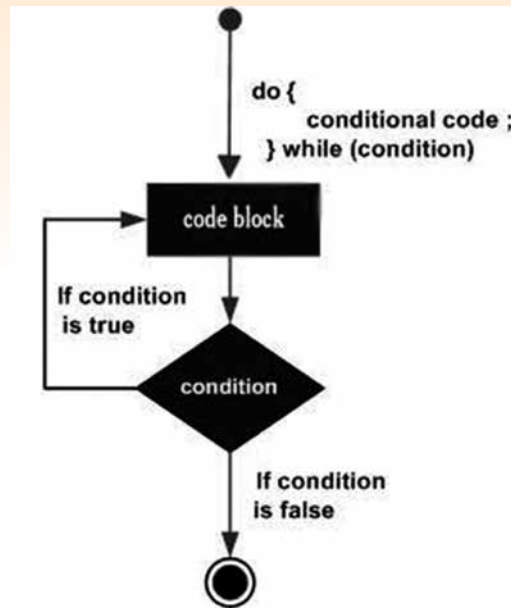 do {
conditional code ;
} while (condition)
code block
If condition
is true
condition
If condition
is false